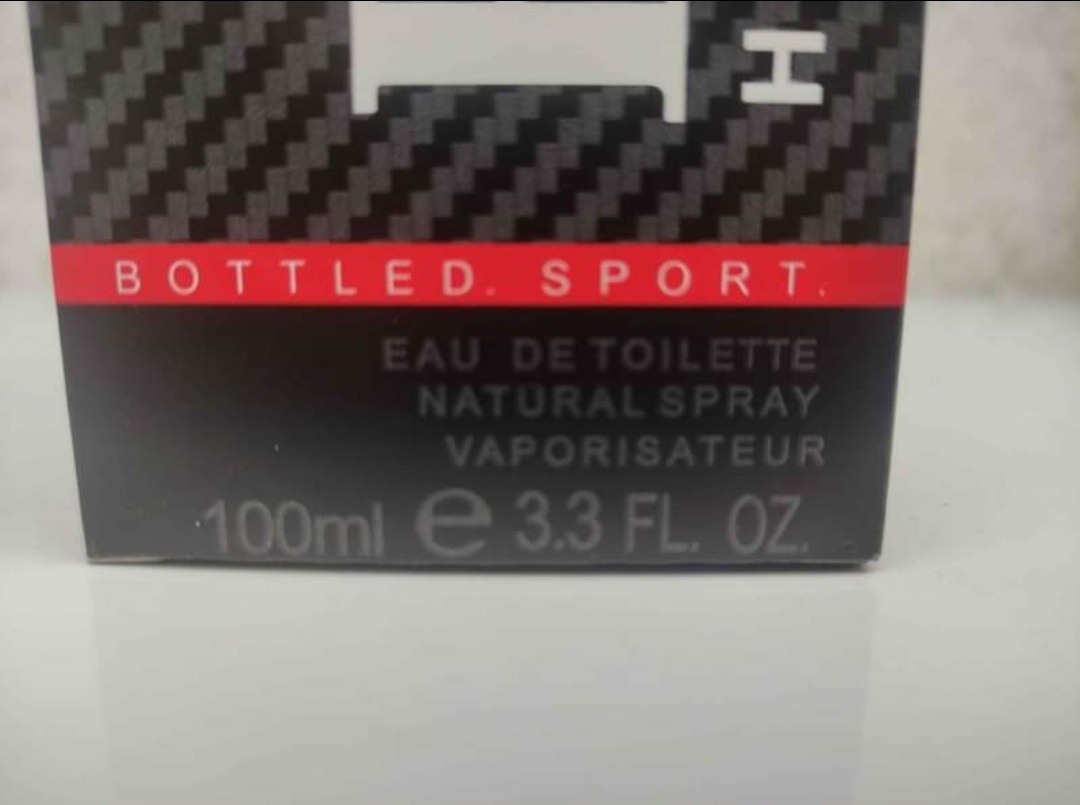 H
BOTTLED. SPORT.
EAU DE TOILETTE
NATURAL SPRAY
VAPORISATEUR
100ml e 3.3 FL. OZ.